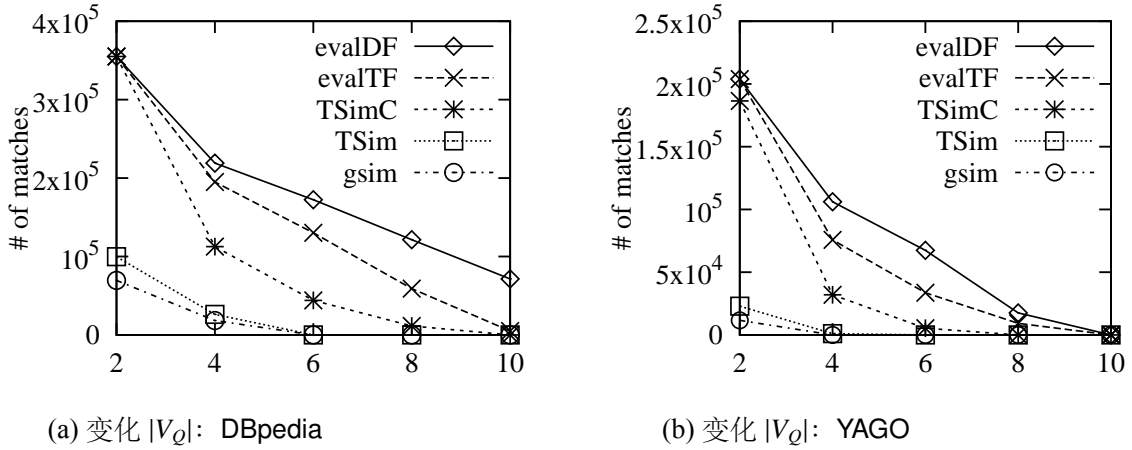 4x10^5
3x10^5
2x10^5
10^5
0
# of matches
evalDF
evalTF
TSimC
TSim
gsim
2 4 6 8 10
(a) 变化 |V_Q|: DBpedia
2.5x10^5
2x10^5
1.5x10^5
10^5
5x10^4
0
# of matches
evalDF
evalTF
TSimC
TSim
gsim
2 4 6 8 10
(b) 变化 |V_Q|: YAGO